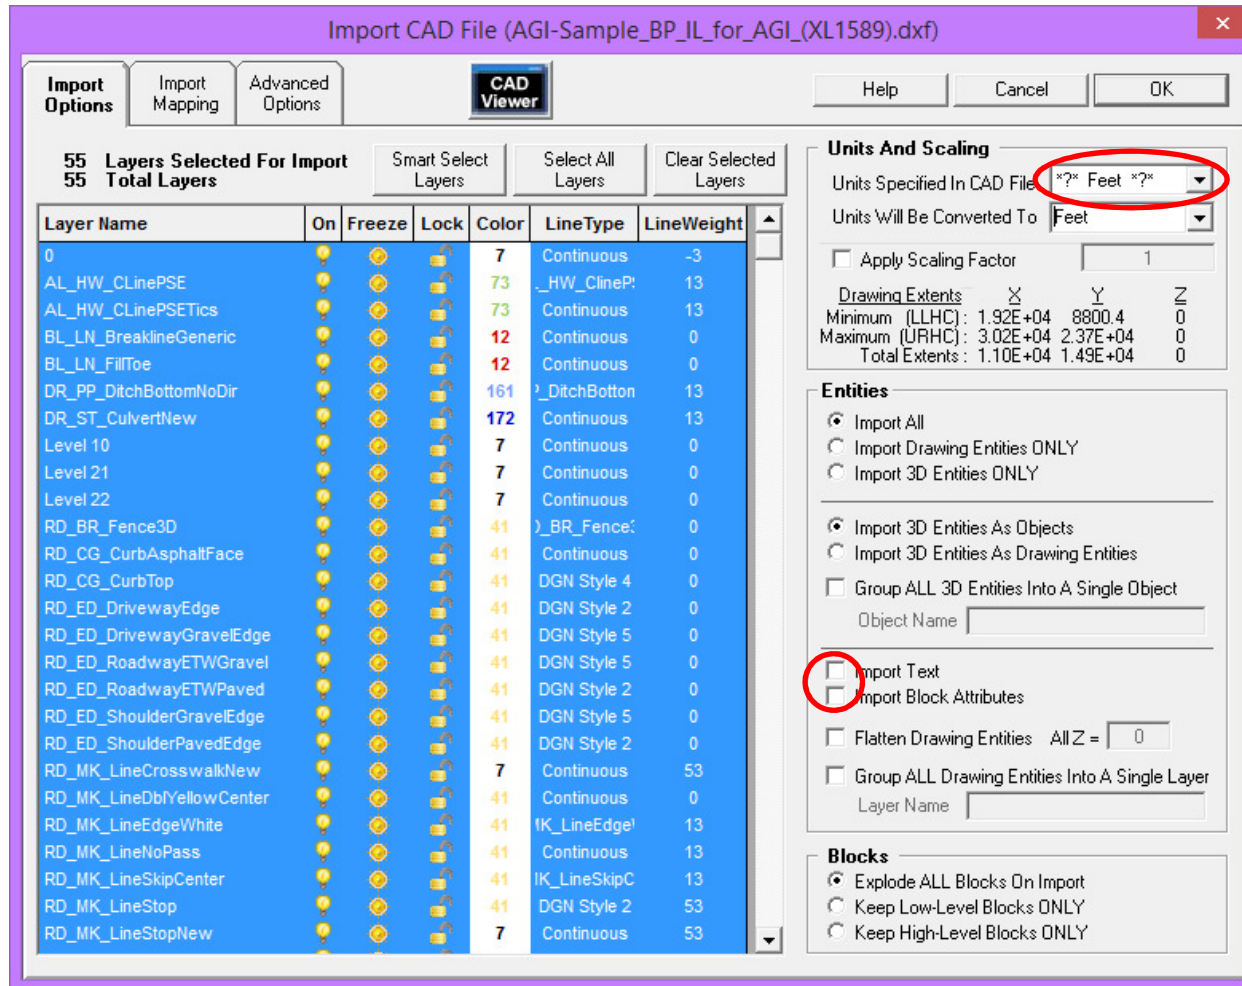 Import CAD File (AGI-Sample_BP_IL_for_AGI_(XL1589).dxf)
Import Options
Import Mapping
Advanced Options
CAD Viewer
Help
Cancel
OK
55 Layers Selected For Import
55 Total Layers
Smart Select Layers
Select All Layers
Clear Selected Layers
Layer Name On Freeze Lock Color LineType LineWeight
0 7 Continuous -3
AL_HW_CLinePSE 73 ._HW_ClineP: 13
AL_HW_CLinePSETics 73 Continuous 13
BL_LN_BreaklineGeneric 12 Continuous 0
BL_LN_FillToe 12 Continuous 0
DR_PP_DitchBottomNoDir 161 P_DitchBotton 13
DR_ST_CulvertNew 172 Continuous 13
Level 10 7 Continuous 0
Level 21 7 Continuous 0
Level 22 7 Continuous 0
RD_BR_Fence3D 41 )_BR_Fence: 0
RD_CG_CurbAsphaltFace 41 Continuous 0
RD_CG_CurbTop 41 DGN Style 4 0
RD_ED_DrivewayEdge 41 DGN Style 2 0
RD_ED_DrivewayGravelEdge 41 DGN Style 5 0
RD_ED_RoadwayETWGravel 41 DGN Style 5 0
RD_ED_RoadwayETWPaved 41 DGN Style 2 0
RD_ED_ShoulderGravelEdge 41 DGN Style 5 0
RD_ED_ShoulderPavedEdge 41 DGN Style 2 0
RD_MK_LineCrosswalkNew 7 Continuous 53
RD_MK_LineDblYellowCenter 41 Continuous 0
RD_MK_LineEdgeWhite 41 IK_LineEdge\ 13
RD_MK_LineNoPass 41 Continuous 13
RD_MK_LineSkipCenter 41 IK_LineSkipC 13
RD_MK_LineStop 41 DGN Style 2 53
RD_MK_LineStopNew 7 Continuous 53
Units And Scaling
Units Specified In CAD File *?* Feet *?*
Units Will Be Converted To Feet
Apply Scaling Factor 1
Drawing Extents X Y Z
Minimum (LLHC): 1.92E+04 8800.4 0
Maximum (URHC): 3.02E+04 2.37E+04 0
Total Extents: 1.10E+04 1.49E+04 0
Entities
Import All
Import Drawing Entities ONLY
Import 3D Entities ONLY
Import 3D Entities As Objects
Import 3D Entities As Drawing Entities
Group ALL 3D Entities Into A Single Object
Object Name
Import Text
Import Block Attributes
Flatten Drawing Entities All Z = 0
Group ALL Drawing Entities Into A Single Layer
Layer Name
Blocks
Explode ALL Blocks On Import
Keep Low-Level Blocks ONLY
Keep High-Level Blocks ONLY